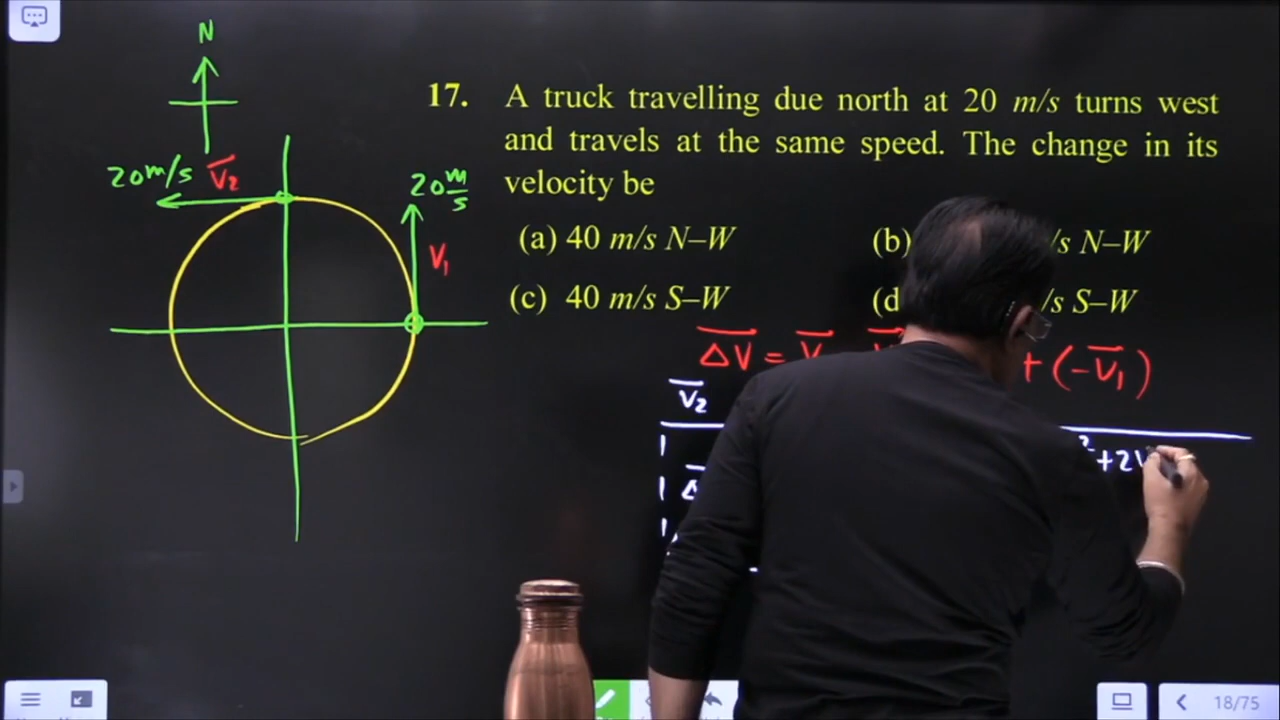 N
17. A truck travelling due north at 20 m/s turns west
and travels at the same speed. The change in its
velocity be
20m/s V₂
20 m/s
V₁
(a) 40 m/s N–W
(b) /s N–W
(c) 40 m/s S–W
(d /s S–W
ΔV = V + (-V₁)
V₂
+2V
18/75